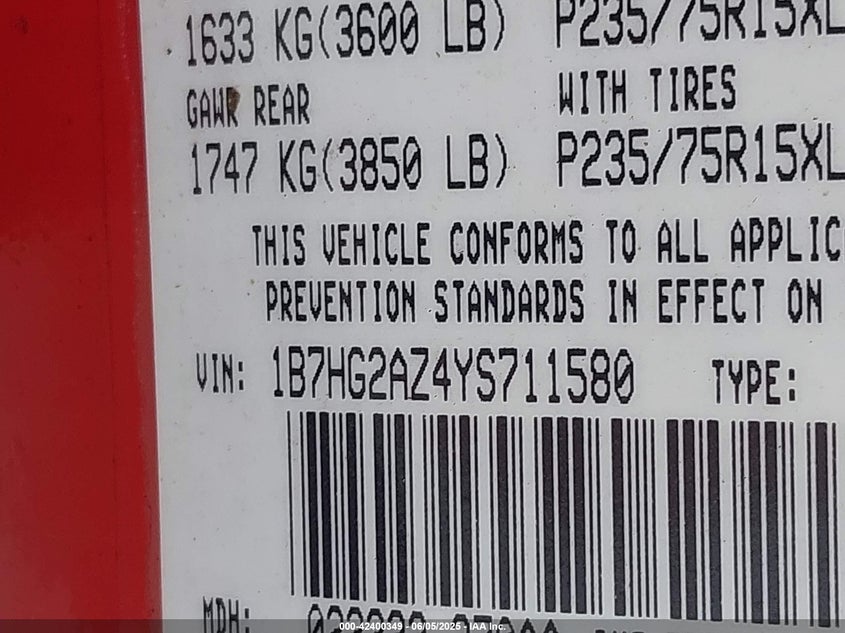 1633 KG(3600 LB) P235/75R15XL
GAWR REAR WITH TIRES
1747 KG(3850 LB) P235/75R15XL
THIS VEHICLE CONFORMS TO ALL APPLIC
PREVENTION STANDARDS IN EFFECT ON
VIN: 1B7HG2AZ4YS711580 TYPE:
MDH:
000-42400349 - 06/05/2025 - IAA Inc.